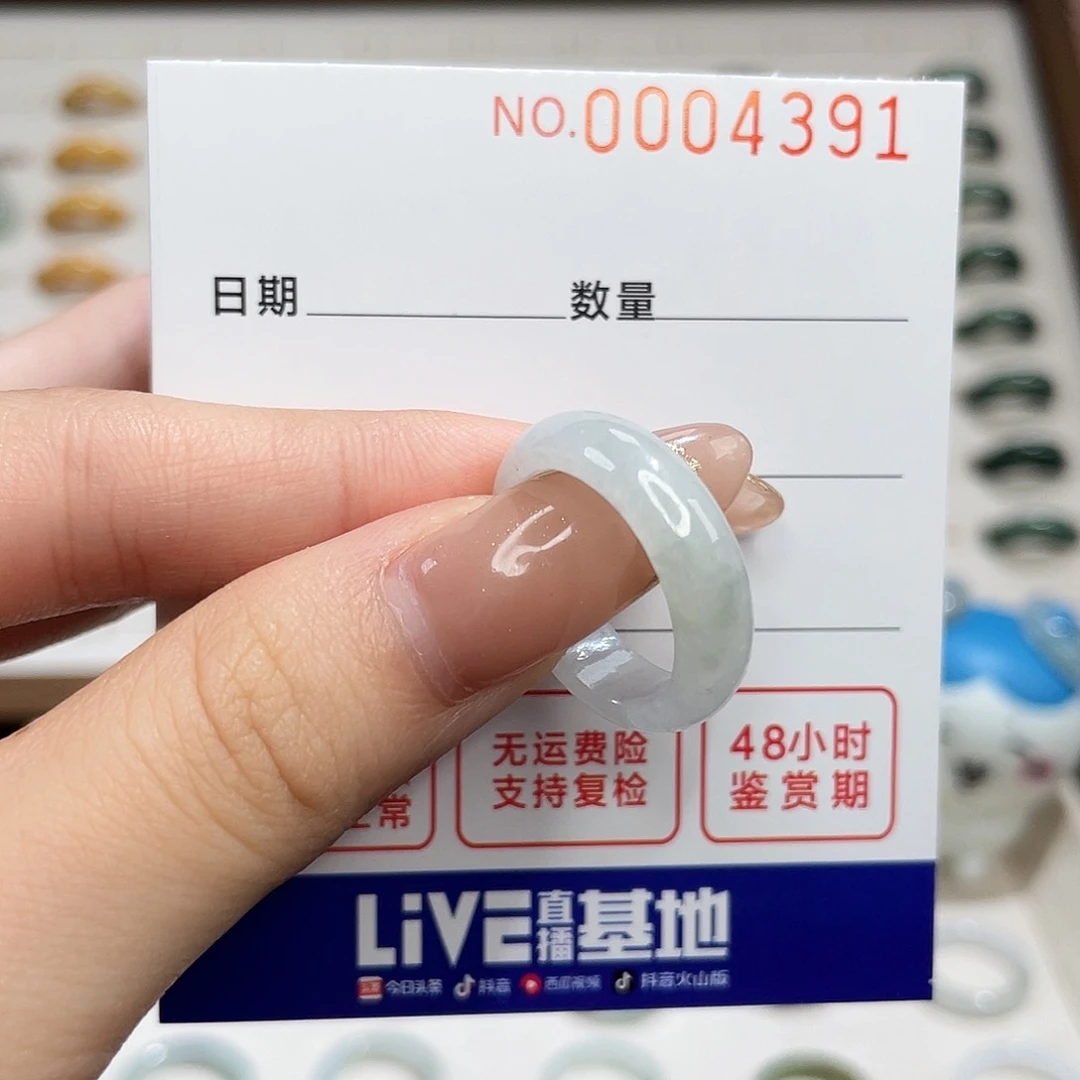 NO.0004391
日期 数量
无运费险 48小时
常 支持复检 鉴赏期
LiVE直播基地
今日头条 抖音 西瓜视频 抖音火山版